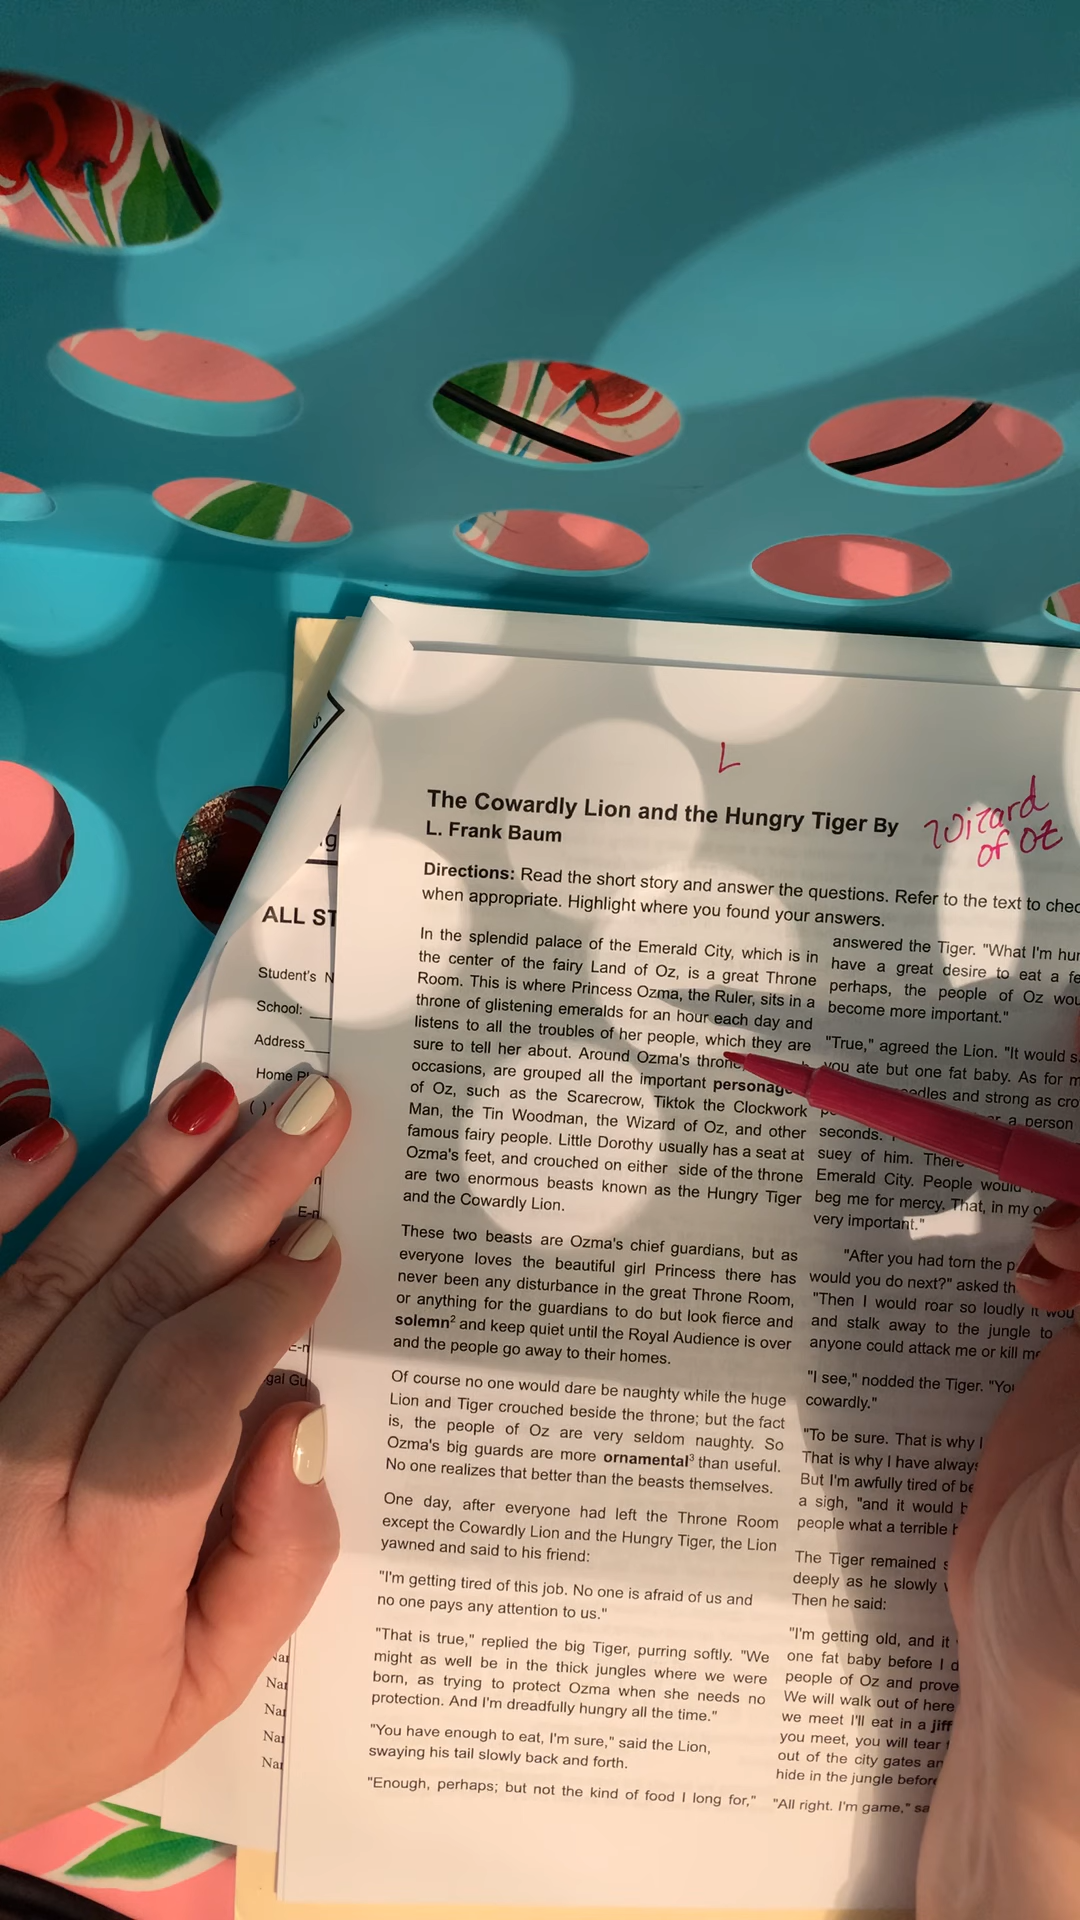 L
The Cowardly Lion and the Hungry Tiger By
L. Frank Baum
Wizard
of Oz
Directions: Read the short story and answer the questions. Refer to the text to chec
when appropriate. Highlight where you found your answers.
In the splendid palace of the Emerald City, which is in
the center of the fairy Land of Oz, is a great Throne
Room. This is where Princess Ozma, the Ruler, sits in a
throne of glistening emeralds for an hour each day and
listens to all the troubles of her people, which they are
sure to tell her about. Around Ozma's throne,
occasions, are grouped all the important personag
of Oz, such as the Scarecrow, Tiktok the Clockwork
Man, the Tin Woodman, the Wizard of Oz, and other
famous fairy people. Little Dorothy usually has a seat at
Ozma's feet, and crouched on either side of the throne
are two enormous beasts known as the Hungry Tiger
and the Cowardly Lion.
These two beasts are Ozma's chief guardians, but as
everyone loves the beautiful girl Princess there has
never been any disturbance in the great Throne Room,
or anything for the guardians to do but look fierce and
solemn² and keep quiet until the Royal Audience is over
and the people go away to their homes.
Of course no one would dare be naughty while the huge
Lion and Tiger crouched beside the throne; but the fact
is, the people of Oz are very seldom naughty. So
Ozma's big guards are more ornamental³ than useful.
No one realizes that better than the beasts themselves.
One day, after everyone had left the Throne Room
except the Cowardly Lion and the Hungry Tiger, the Lion
yawned and said to his friend:
"I'm getting tired of this job. No one is afraid of us and
no one pays any attention to us."
"That is true," replied the big Tiger, purring softly. "We
might as well be in the thick jungles where we were
born, as trying to protect Ozma when she needs no
protection. And I'm dreadfully hungry all the time."
"You have enough to eat, I'm sure," said the Lion,
swaying his tail slowly back and forth.
"Enough, perhaps; but not the kind of food I long for,"
answered the Tiger. "What I'm hun
have a great desire to eat a fe
perhaps, the people of Oz wou
become more important."
"True," agreed the Lion. "It would s
you ate but one fat baby. As for m
adles and strong as cro
a person
seconds.
suey of him. There
Emerald City. People would
beg me for mercy. That, in my o
very important."
"After you had torn the p
would you do next?" asked th
"Then I would roar so loudly it wou
and stalk away to the jungle to
anyone could attack me or kill me
"I see," nodded the Tiger. "You
cowardly."
"To be sure. That is why I
That is why I have always
But I'm awfully tired of be
a sigh, "and it would b
people what a terrible b
The Tiger remained s
deeply as he slowly
Then he said:
"I'm getting old, and it
one fat baby before I d
people of Oz and prove
We will walk out of here
we meet I'll eat in a jiff
you meet, you will tear
out of the city gates an
hide in the jungle before
"All right. I'm game," sa
ALL ST
Student's N
School:
Address
Home P
( )
E-n
E-n
gal Gu
Nar
Nar
Nar
Nar
Nar